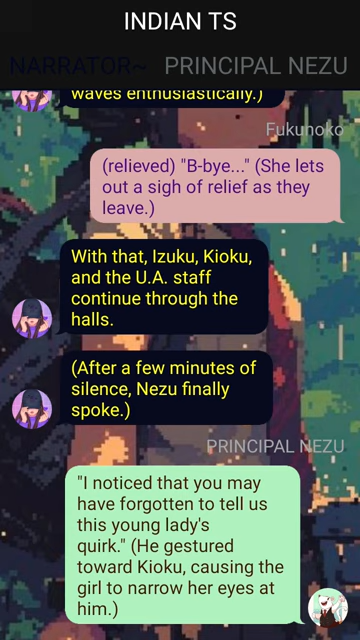 INDIAN TS
NARRATOR~ PRINCIPAL NEZU
waves enthusiastically.)
Fukunoko
(relieved) "B-bye..." (She lets
out a sigh of relief as they
leave.)
With that, Izuku, Kioku,
and the U.A. staff
continue through the
halls.
(After a few minutes of
silence, Nezu finally
spoke.)
PRINCIPAL NEZU
"I noticed that you may
have forgotten to tell us
this young lady's
quirk." (He gestured
toward Kioku, causing the
girl to narrow her eyes at
him.)